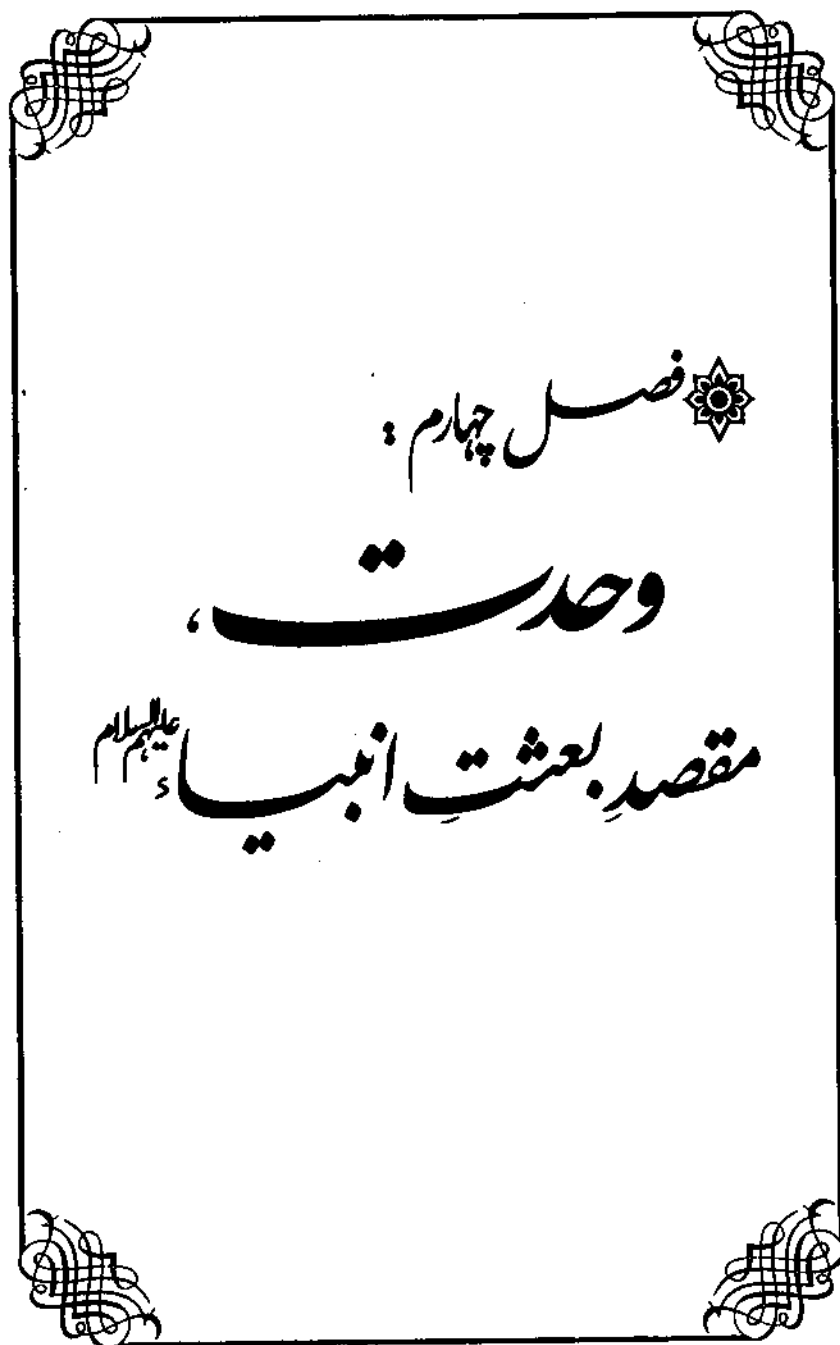 فصل چہارم :
وحدت،
مقصدِ بعثتِ انبیاء علیہم السلام